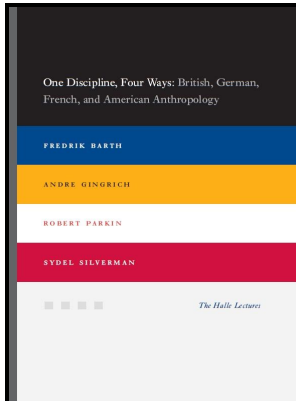 One Discipline, Four Ways: British, German,
French, and American Anthropology
FREDRIK BARTH
ANDRE GINGRICH
ROBERT PARKIN
SYDEL SILVERMAN
The Halle Lectures